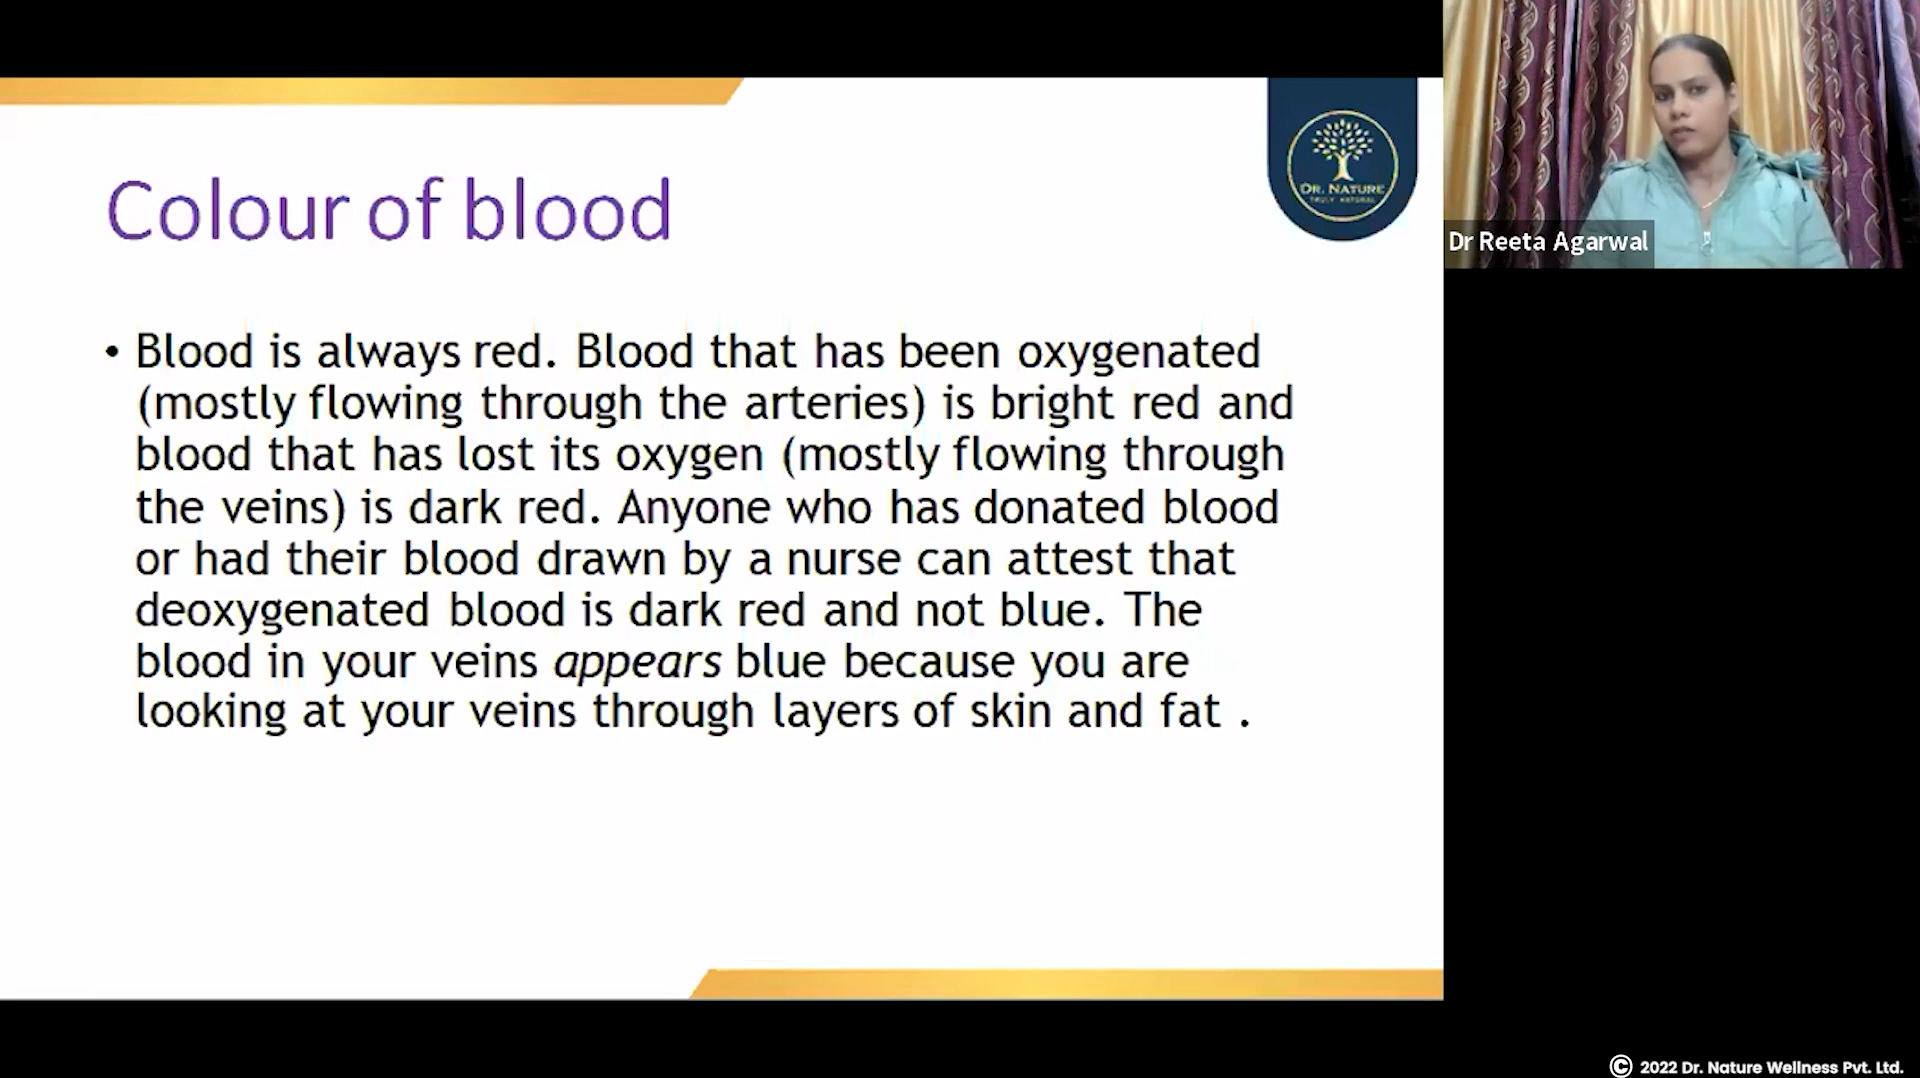 Colour of blood
DR. NATURE
TRULY NATURAL
Dr Reeta Agarwal
• Blood is always red. Blood that has been oxygenated
(mostly flowing through the arteries) is bright red and
blood that has lost its oxygen (mostly flowing through
the veins) is dark red. Anyone who has donated blood
or had their blood drawn by a nurse can attest that
deoxygenated blood is dark red and not blue. The
blood in your veins appears blue because you are
looking at your veins through layers of skin and fat .
© 2022 Dr. Nature Wellness Pvt. Ltd.